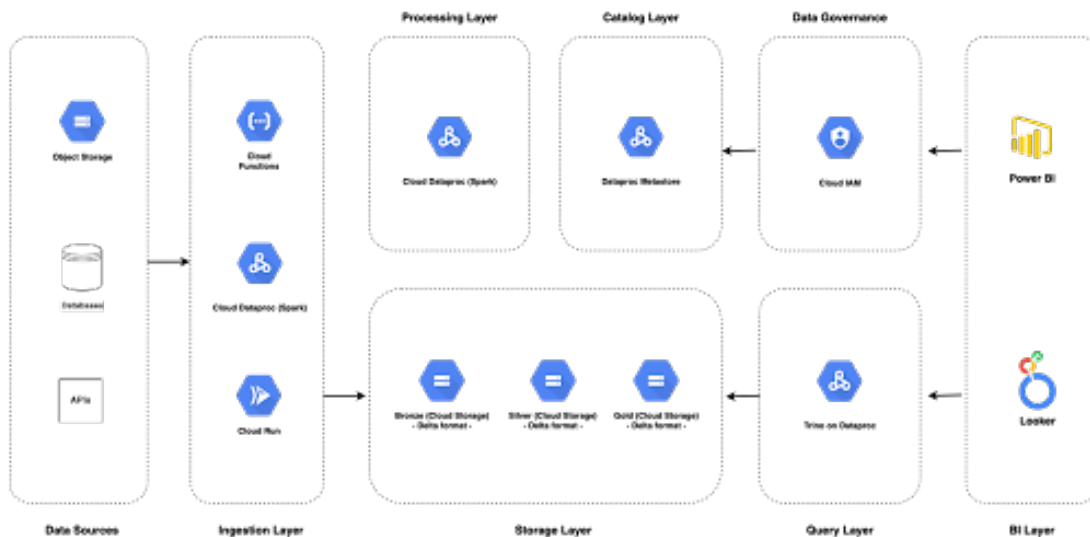 Processing Layer
Catalog Layer
Data Governance
Object Storage
Cloud
Functions
Cloud Dataproc (Spark)
Dataproc Metastore
Cloud IAM
Power BI
Databases
Cloud Dataproc (Spark)
APIs
Cloud Run
Bronze (Cloud Storage)
- Delta format -
Silver (Cloud Storage)
- Delta format -
Gold (Cloud Storage)
- Delta format -
Trino on Dataproc
Looker
Data Sources
Ingestion Layer
Storage Layer
Query Layer
BI Layer